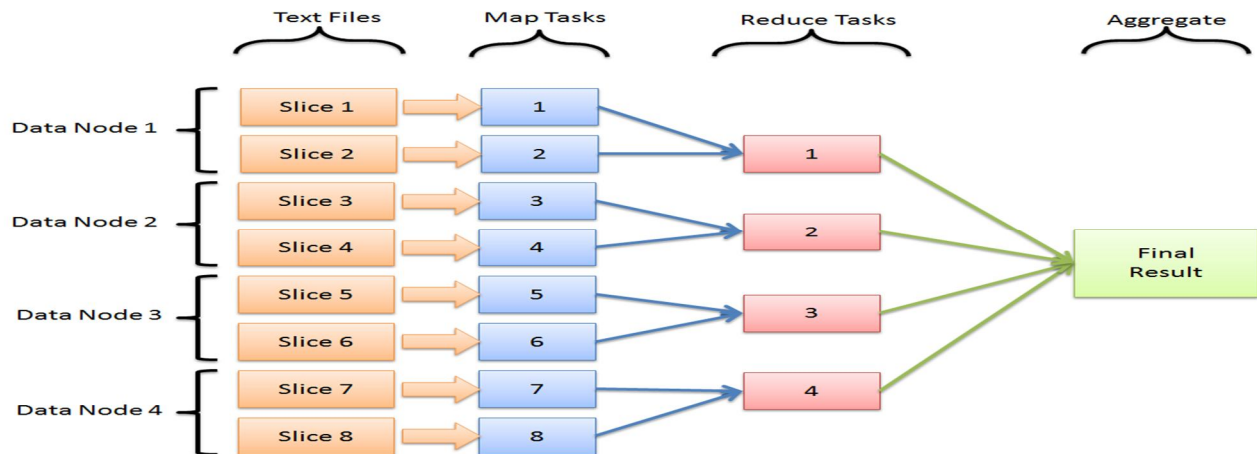 Text Files
Map Tasks
Reduce Tasks
Aggregate
Data Node 1
Slice 1
1
Slice 2
2
1
Data Node 2
Slice 3
3
Slice 4
4
2
Data Node 3
Slice 5
5
Slice 6
6
3
Data Node 4
Slice 7
7
Slice 8
8
4
Final
Result